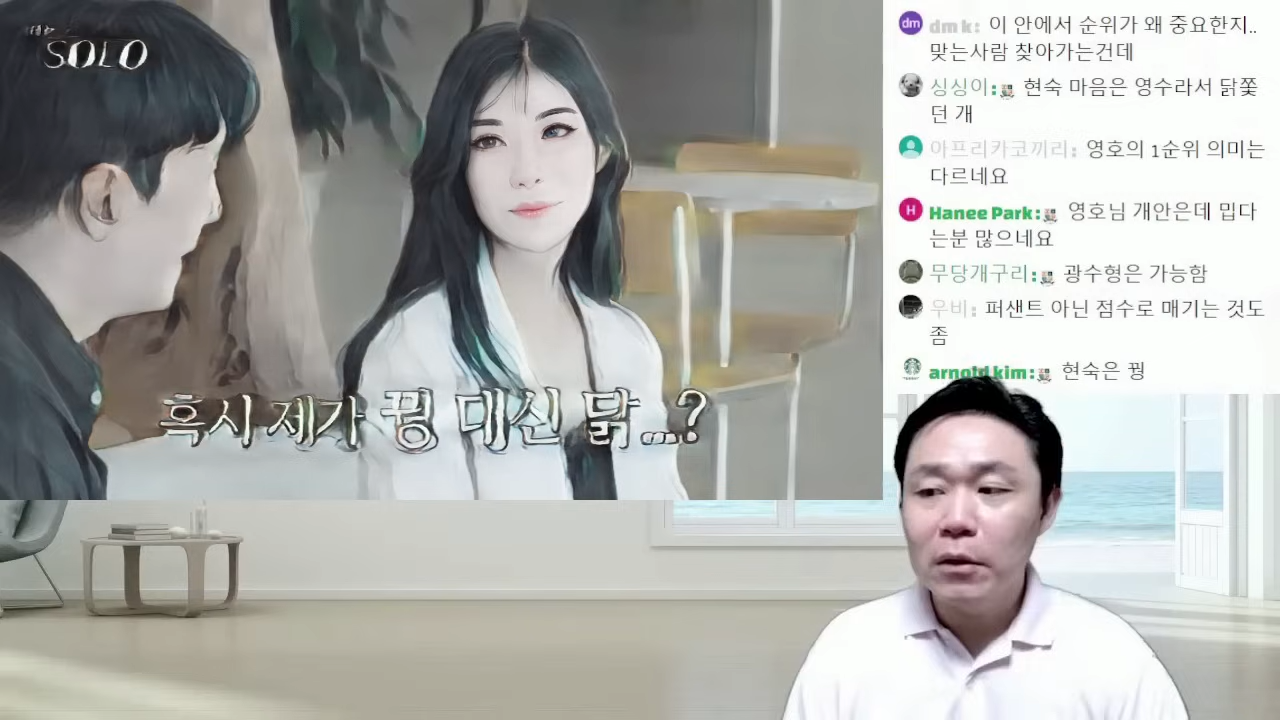 나는
SOLO
혹시 제가 꿩 대신 닭...?
dm
dm k: 이 안에서 순위가 왜 중요한지..
맞는사람 찾아가는건데
싱싱이: 현숙 마음은 영수라서 닭쫓
던 개
아프리카코끼리: 영호의 1순위 의미는
다르네요
H
Hanee Park: 영호님 개안은데 밉다
는분 많으네요
무당개구리: 광수형은 가능함
우비: 퍼샌트 아닌 점수로 매기는 것도
좀
arnold kim: 현숙은 꿩